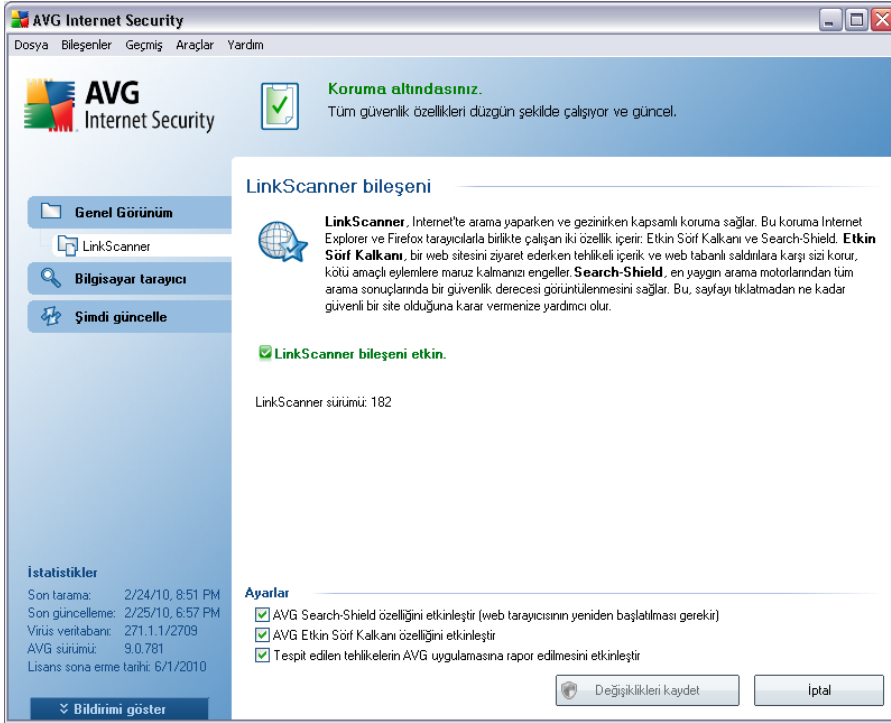 AVG Internet Security
Dosya Bileşenler Geçmiş Araçlar Yardım
AVG
Internet Security
Koruma altındasınız.
Tüm güvenlik özellikleri düzgün şekilde çalışıyor ve güncel.
Genel Görünüm
LinkScanner
Bilgisayar tarayıcı
Şimdi güncelle
LinkScanner bileşeni
LinkScanner, Internet'te arama yaparken ve gezinirken kapsamlı koruma sağlar. Bu koruma Internet
Explorer ve Firefox tarayıcılarla birlikte çalışan iki özellik içerir: Etkin Sörf Kalkanı ve Search-Shield. Etkin
Sörf Kalkanı, bir web sitesini ziyaret ederken tehlikeli içerik ve web tabanlı saldırılara karşı sizi korur,
kötü amaçlı eylemlere maruz kalmanızı engeller. Search-Shield, en yaygın arama motorlarından tüm
arama sonuçlarında bir güvenlik derecesi görüntülenmesini sağlar. Bu, sayfayı tıklatmadan ne kadar
güvenli bir site olduğuna karar vermenize yardımcı olur.
LinkScanner bileşeni etkin.
LinkScanner sürümü: 182
İstatistikler
Son tarama: 2/24/10, 8:51 PM
Son güncelleme: 2/25/10, 6:57 PM
Virüs veritabanı: 271.1.1/2709
AVG sürümü: 9.0.781
Lisans sona erme tarihi: 6/1/2010
Bildirimi göster
Ayarlar
AVG Search-Shield özelliğini etkinleştir (web tarayıcısının yeniden başlatılması gerekir)
AVG Etkin Sörf Kalkanı özelliğini etkinleştir
Tespit edilen tehlikelerin AVG uygulamasına rapor edilmesini etkinleştir
Değişiklikleri kaydet
İptal